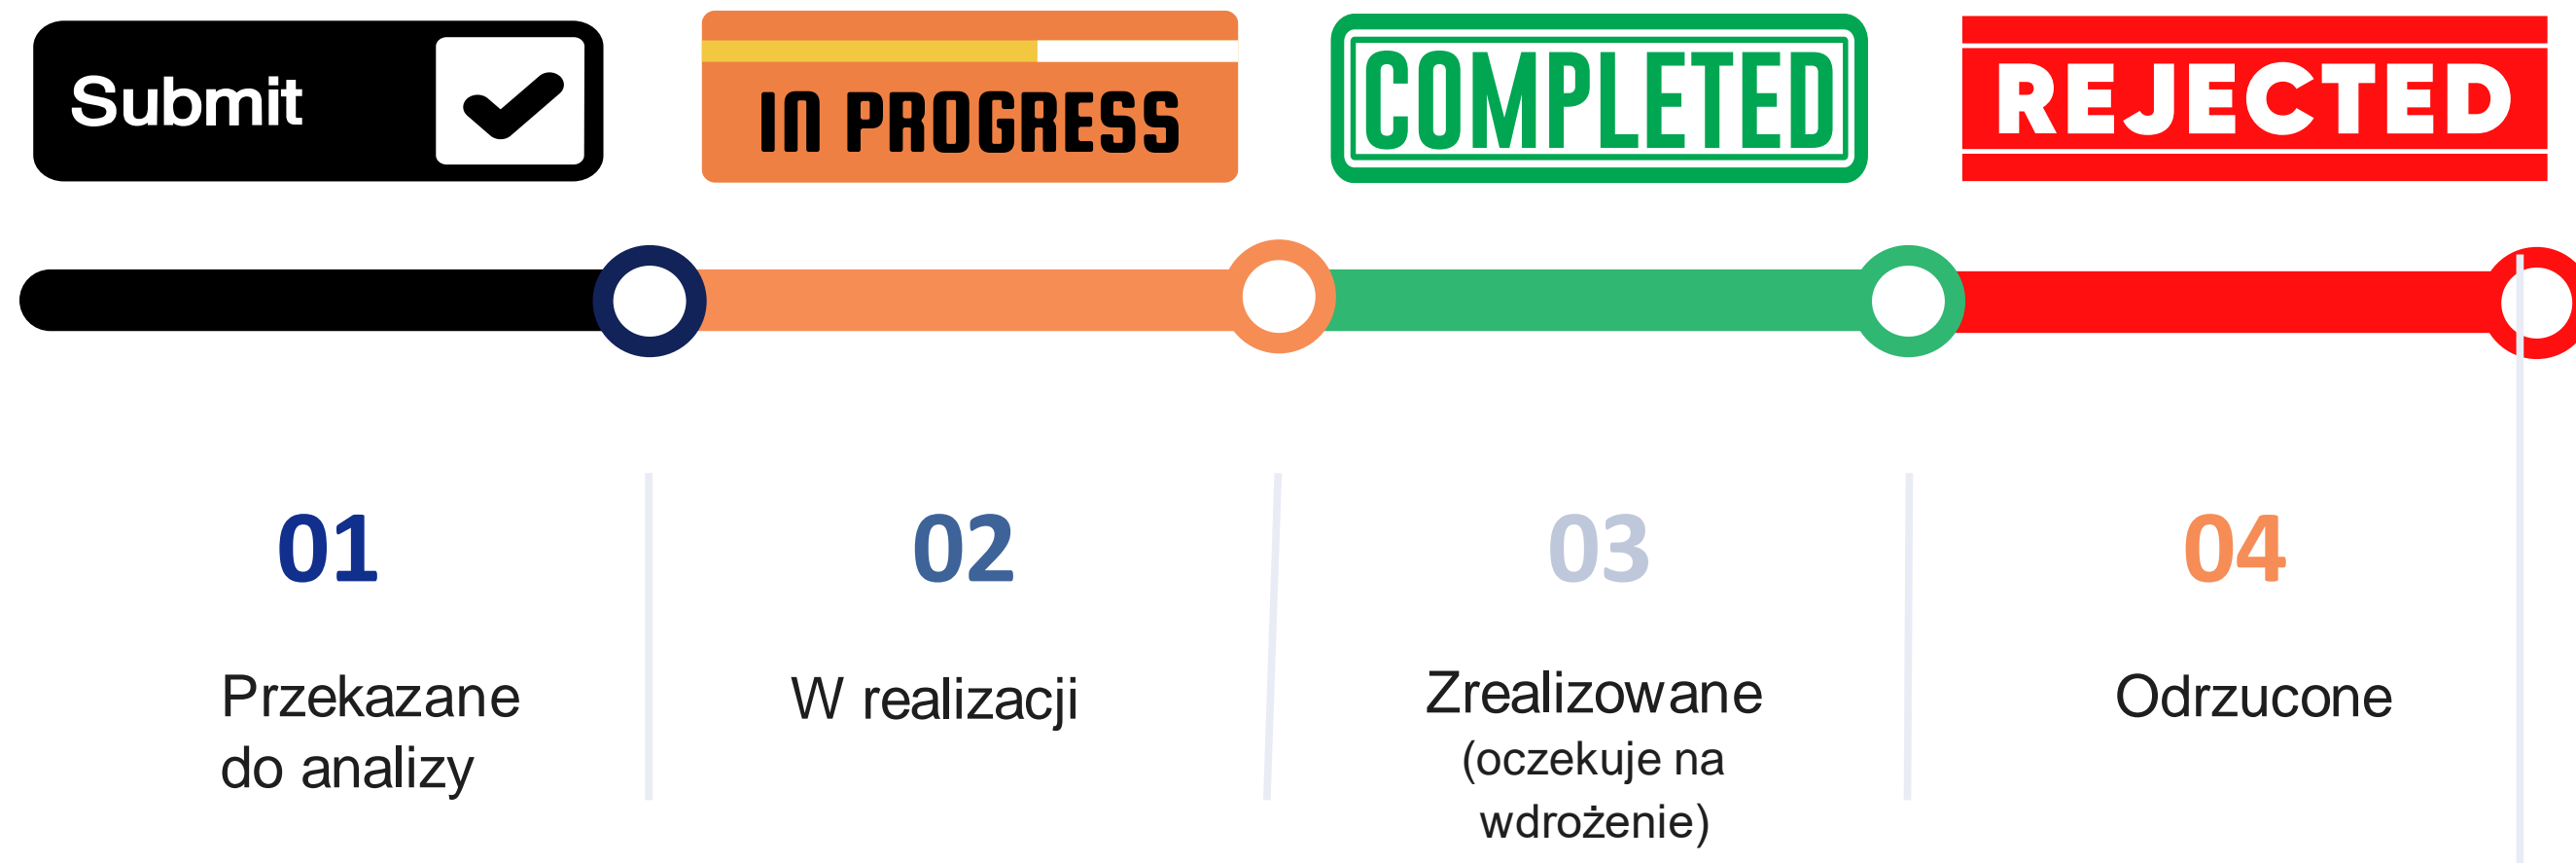 Submit
IN PROGRESS
COMPLETED
REJECTED
01
02
03
04
Przekazane
do analizy
W realizacji
Zrealizowane
(oczekuje na
wdrożenie)
Odrzucone